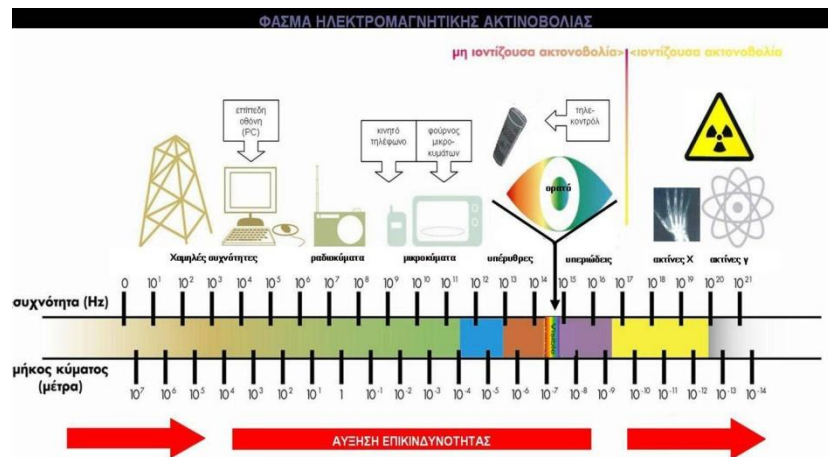 ΦΑΣΜΑ ΗΛΕΚΤΡΟΜΑΓΝΗΤΙΚΗΣ ΑΚΤΙΝΟΒΟΛΙΑΣ
μη ιοντίζουσα ακτονοβολία> <ιοντίζουσα ακτονοβολία
επίπεδη
οθόνη
(PC)
κινητό
τηλέφωνο
φούρνος
μικρο-
κυμάτων
τηλε-
κοντρόλ
ορατό
Χαμηλές συχνότητες ραδιοκύματα μικροκύματα υπέρυθρες υπεριώδεις ακτίνες Χ ακτίνες γ
0 10¹ 10² 10³ 10⁴ 10⁵ 10⁶ 10⁷ 10⁸ 10⁹ 10¹⁰ 10¹¹ 10¹² 10¹³ 10¹⁴ 10¹⁵ 10¹⁶ 10¹⁷ 10¹⁸ 10¹⁹ 10²⁰ 10²¹
συχνότητα (Hz)
μήκος κύματος
(μέτρα)
10⁷ 10⁶ 10⁵ 10⁴ 10³ 10² 10¹ 1 10⁻¹ 10⁻² 10⁻³ 10⁻⁴ 10⁻⁵ 10⁻⁶ 10⁻⁷ 10⁻⁸ 10⁻⁹ 10⁻¹⁰ 10⁻¹¹ 10⁻¹² 10⁻¹³ 10⁻¹⁴
ΑΥΞΗΣΗ ΕΠΙΚΙΝΔΥΝΟΤΗΤΑΣ